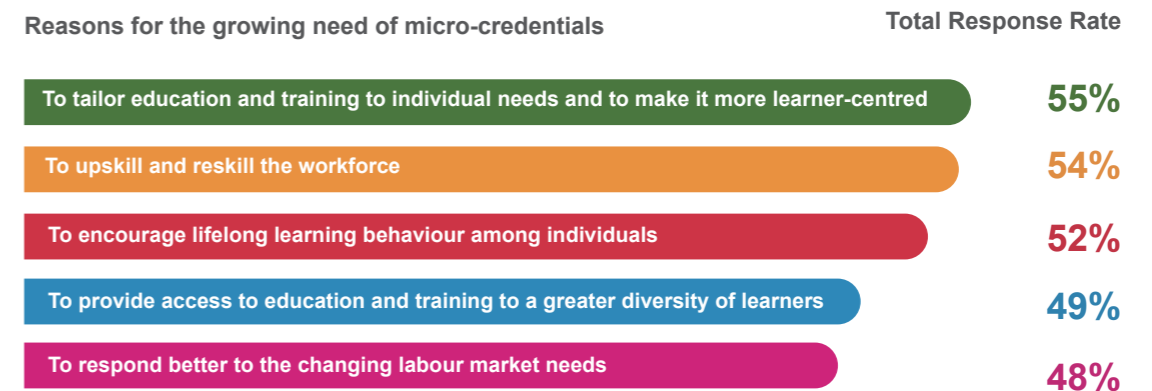 Reasons for the growing need of micro-credentials
Total Response Rate
To tailor education and training to individual needs and to make it more learner-centred
55%
To upskill and reskill the workforce
54%
To encourage lifelong learning behaviour among individuals
52%
To provide access to education and training to a greater diversity of learners
49%
To respond better to the changing labour market needs
48%